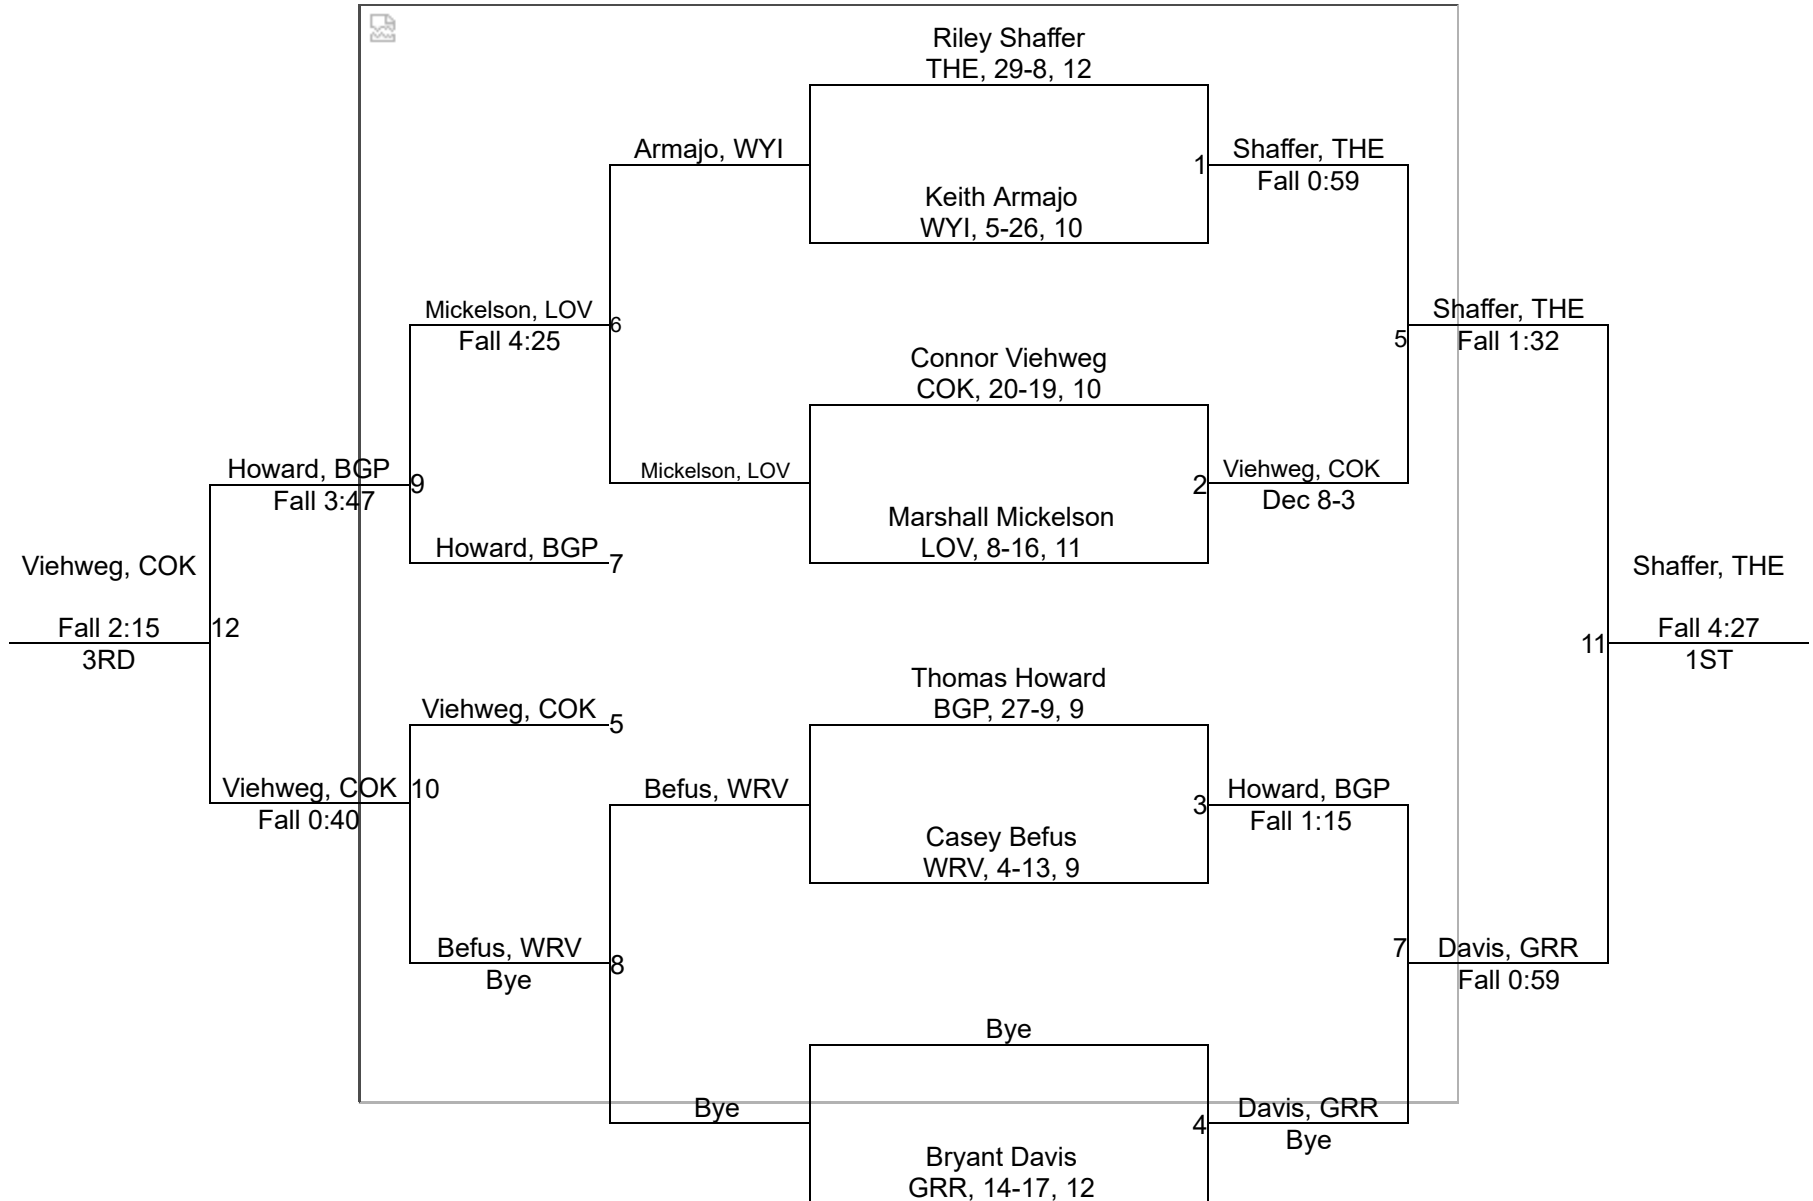 Riley Shaffer
THE, 29-8, 12
Armajo, WYI
1
Shaffer, THE
Fall 0:59
Keith Armajo
WYI, 5-26, 10
Mickelson, LOV
Fall 4:25
6
Shaffer, THE
Fall 1:32
5
Connor Viehweg
COK, 20-19, 10
Howard, BGP
Fall 3:47
9
Mickelson, LOV
2
Viehweg, COK
Dec 8-3
Marshall Mickelson
LOV, 8-16, 11
Howard, BGP
7
Viehweg, COK
Fall 2:15
3RD
12
Shaffer, THE
Fall 4:27
1ST
11
Thomas Howard
BGP, 27-9, 9
Viehweg, COK
5
Viehweg, COK
Fall 0:40
10
Befus, WRV
3
Howard, BGP
Fall 1:15
Casey Befus
WRV, 4-13, 9
Befus, WRV
Bye
8
7
Davis, GRR
Fall 0:59
Bye
Bye
4
Davis, GRR
Bye
Bryant Davis
GRR, 14-17, 12